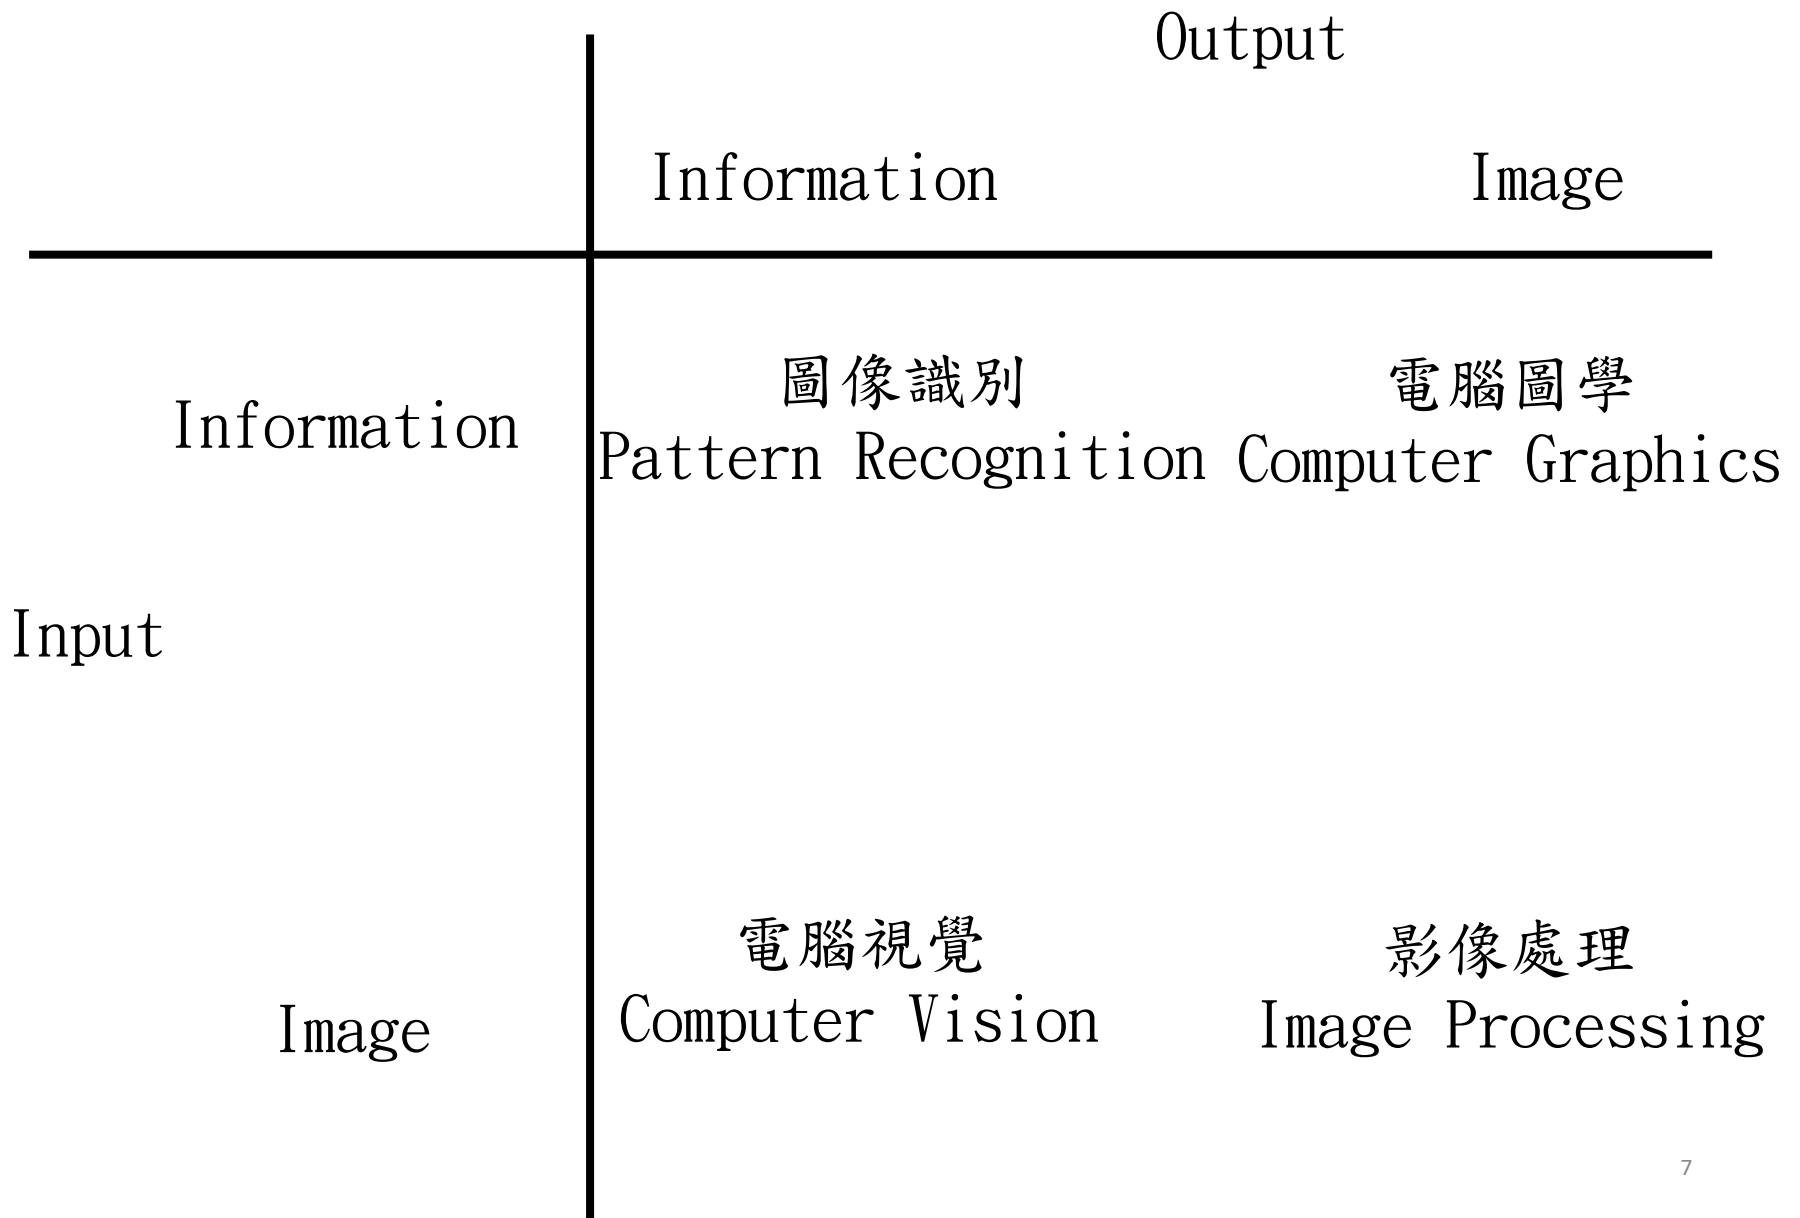 Output
Information Image
圖像識別 電腦圖學
Information
Pattern Recognition Computer Graphics
Input
電腦視覺 影像處理
Image
Computer Vision Image Processing
7